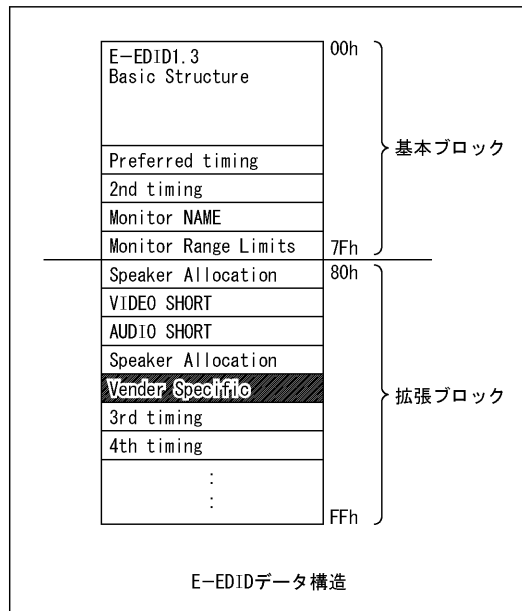 E-EDID1.3
Basic Structure
00h
Preferred timing
2nd timing
Monitor NAME
Monitor Range Limits
7Fh
基本ブロック
80h
Speaker Allocation
VIDEO SHORT
AUDIO SHORT
Speaker Allocation
Vender Specific
3rd timing
4th timing
:
:
FFh
拡張ブロック
E-EDIDデータ構造